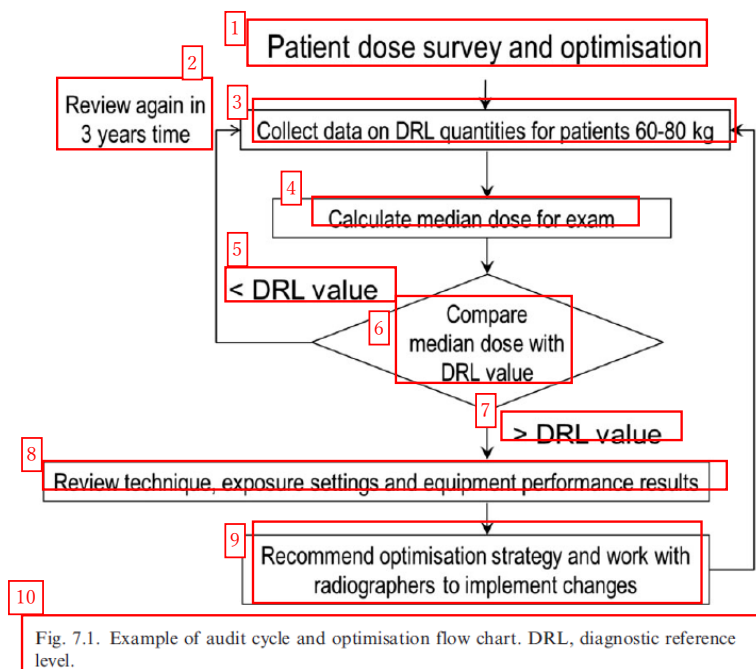 1
Patient dose survey and optimisation
2
Review again in
3 years time
3
Collect data on DRL quantities for patients 60-80 kg
4
Calculate median dose for exam
5
< DRL value
6
Compare
median dose with
DRL value
7
> DRL value
8
Review technique, exposure settings and equipment performance results
9
Recommend optimisation strategy and work with
radiographers to implement changes
10
Fig. 7.1. Example of audit cycle and optimisation flow chart. DRL, diagnostic reference
level.